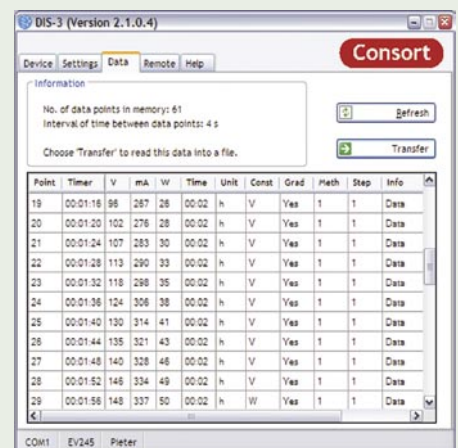 DIS-3 (Version 2.1.0.4)
Device Settings Data Remote Help
Consort
Information
No. of data points in memory: 61
Interval of time between data points: 4 s
Choose 'Transfer' to read this data into a file.
Refresh
Transfer
Point Timer V mA W Time Unit Const Grad Meth Step Info
19 00:01:16 96 267 26 00:02 h V Yes 1 1 Data
20 00:01:20 102 276 28 00:02 h V Yes 1 1 Data
21 00:01:24 107 283 30 00:02 h V Yes 1 1 Data
22 00:01:28 113 290 33 00:02 h V Yes 1 1 Data
23 00:01:32 118 298 35 00:02 h V Yes 1 1 Data
24 00:01:36 124 306 38 00:02 h V Yes 1 1 Data
25 00:01:40 130 314 41 00:02 h V Yes 1 1 Data
26 00:01:44 135 321 43 00:02 h V Yes 1 1 Data
27 00:01:48 140 328 46 00:02 h V Yes 1 1 Data
28 00:01:52 146 334 49 00:02 h V Yes 1 1 Data
29 00:01:56 148 337 50 00:02 h W Yes 1 1 Data
COM1 EV245 Pieter